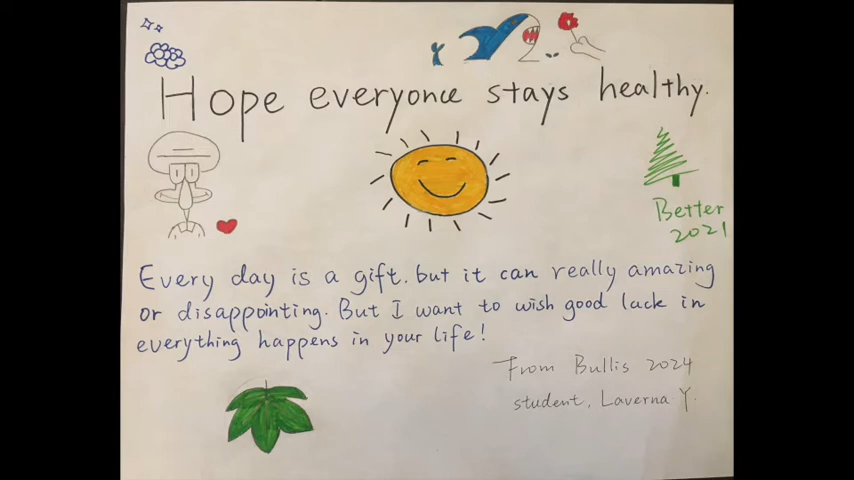 Hope everyone stays healthy.
Better
2021
Every day is a gift. but it can really amazing
or disappointing. But I want to wish good luck in
everything happens in your life!
From Bullis 2024
student, Laverna Y.